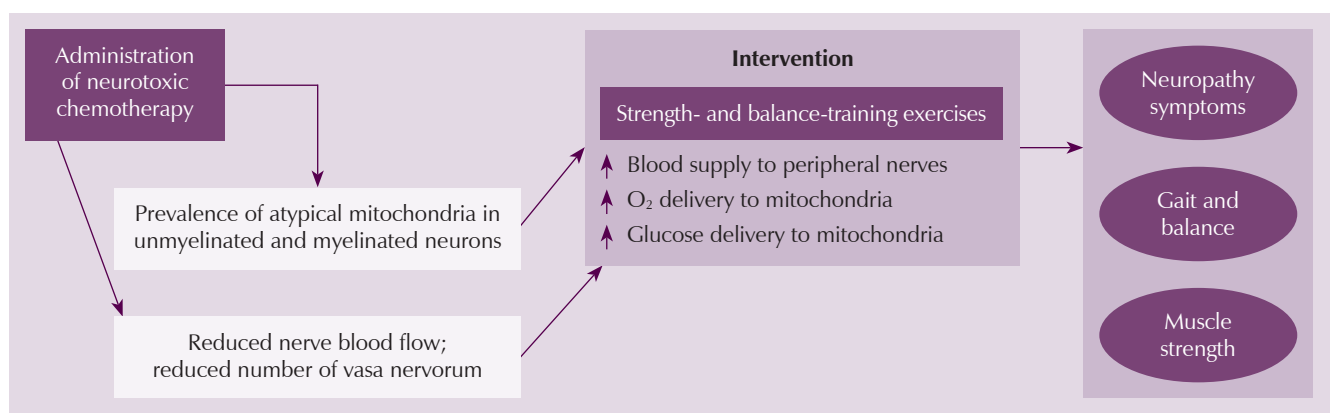 Administration
of neurotoxic
chemotherapy
Prevalence of atypical mitochondria in
unmyelinated and myelinated neurons
Reduced nerve blood flow;
reduced number of vasa nervorum
Intervention
Strength- and balance-training exercises
Blood supply to peripheral nerves
O₂ delivery to mitochondria
Glucose delivery to mitochondria
Neuropathy
symptoms
Gait and
balance
Muscle
strength